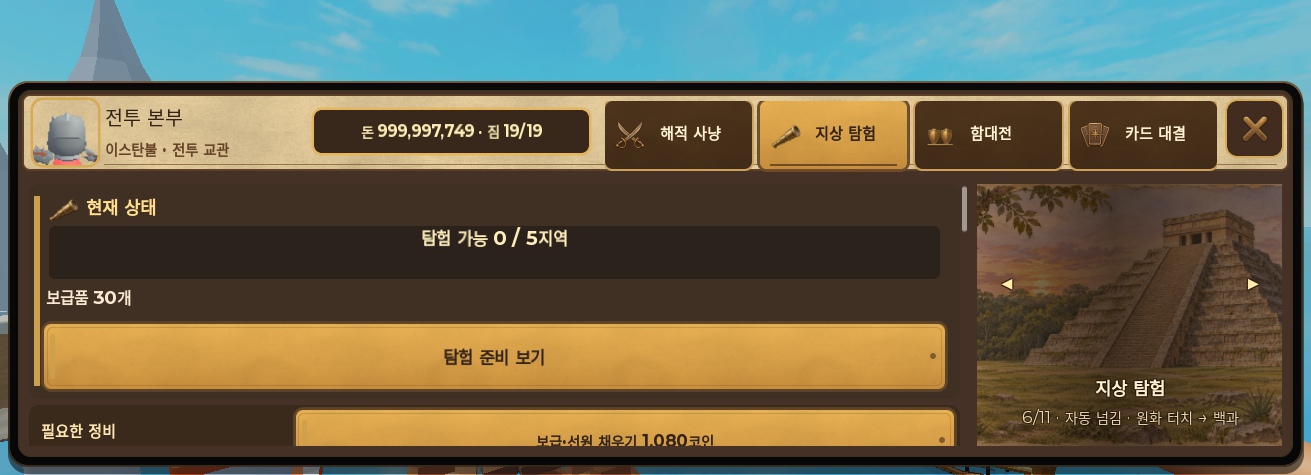 전투 본부
이스탄불 • 전투 교관
돈 999,997,749 · 짐 19/19
해적 사냥
지상 탐험
함대전
카드 대결
현재 상태
탐험 가능 0 / 5지역
보급품 30개
탐험 준비 보기
필요한 정비
보급·선원 채우기 1,080코인
지상 탐험
6/11 · 자동 넘김 · 원화 터치 → 백과